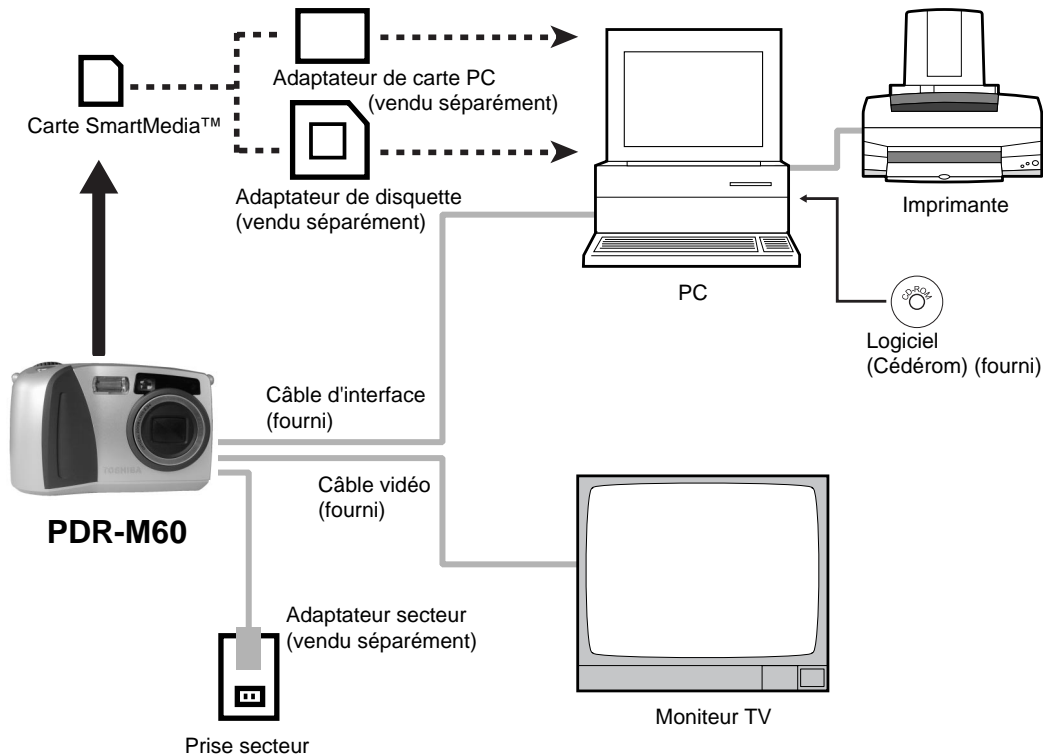 Adaptateur de carte PC
(vendu séparément)
Carte SmartMedia™
Adaptateur de disquette
(vendu séparément)
Imprimante
PC
CD-ROM
Logiciel
(Cédérom) (fourni)
Câble d'interface
(fourni)
TOSHIBA
Câble vidéo
(fourni)
PDR-M60
Adaptateur secteur
(vendu séparément)
Moniteur TV
Prise secteur